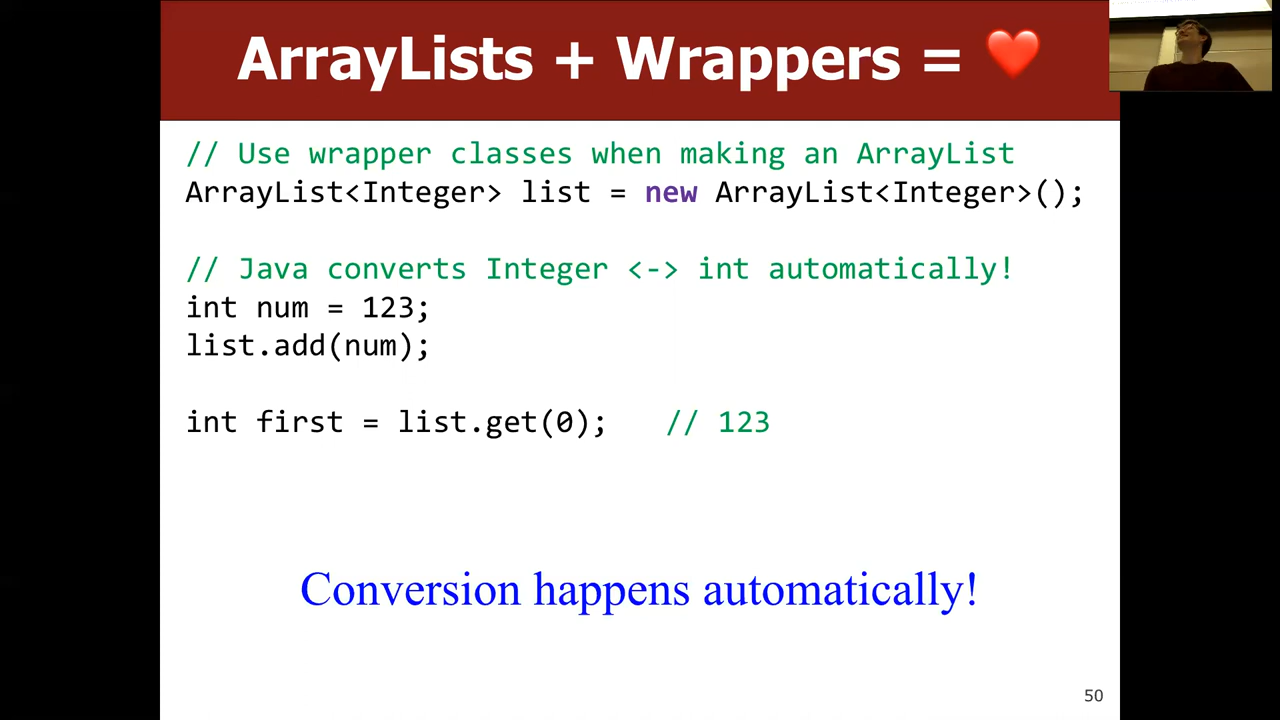 ArrayLists + Wrappers = ❤️
// Use wrapper classes when making an ArrayList
ArrayList<Integer> list = new ArrayList<Integer>();
// Java converts Integer <-> int automatically!
int num = 123;
list.add(num);
int first = list.get(0); // 123
Conversion happens automatically!
50